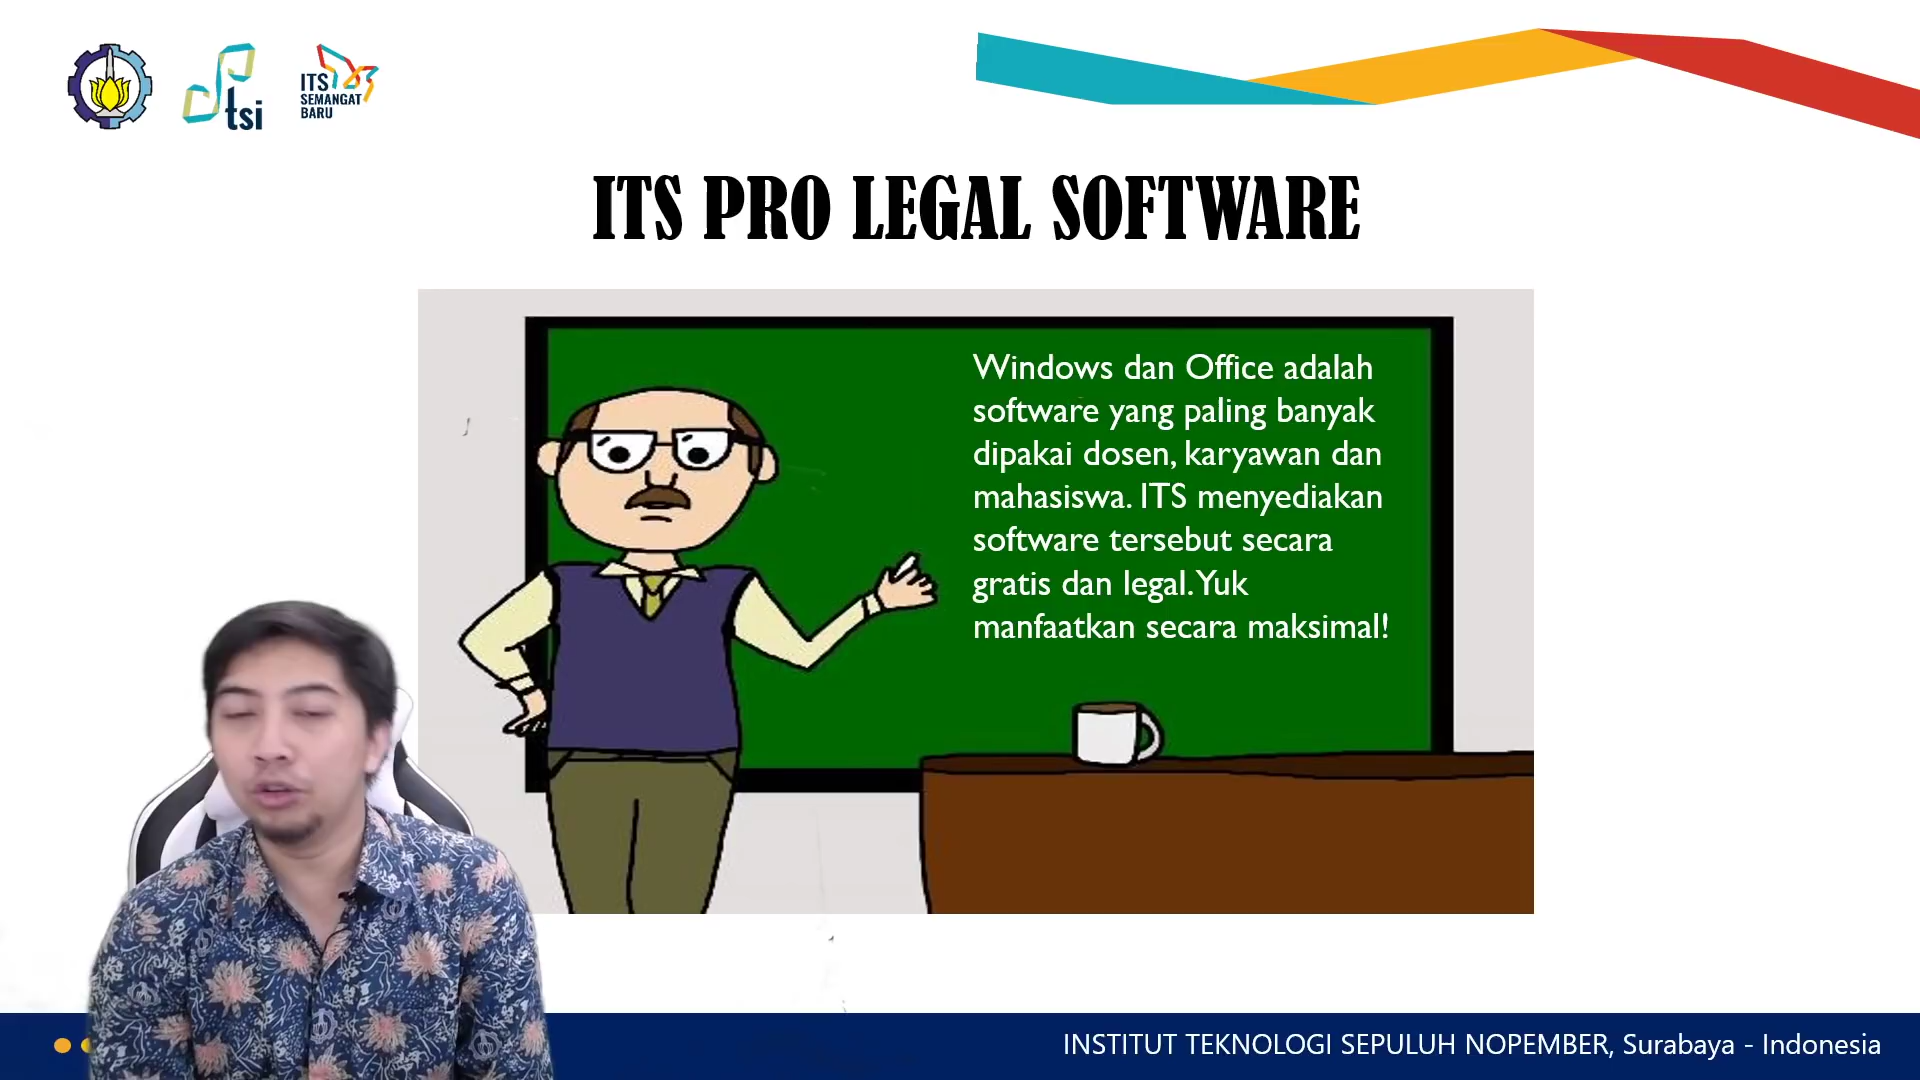 tsi
ITS
SEMANGAT
BARU
ITS PRO LEGAL SOFTWARE
Windows dan Office adalah
software yang paling banyak
dipakai dosen, karyawan dan
mahasiswa. ITS menyediakan
software tersebut secara
gratis dan legal. Yuk
manfaatkan secara maksimal!
INSTITUT TEKNOLOGI SEPULUH NOPEMBER, Surabaya - Indonesia